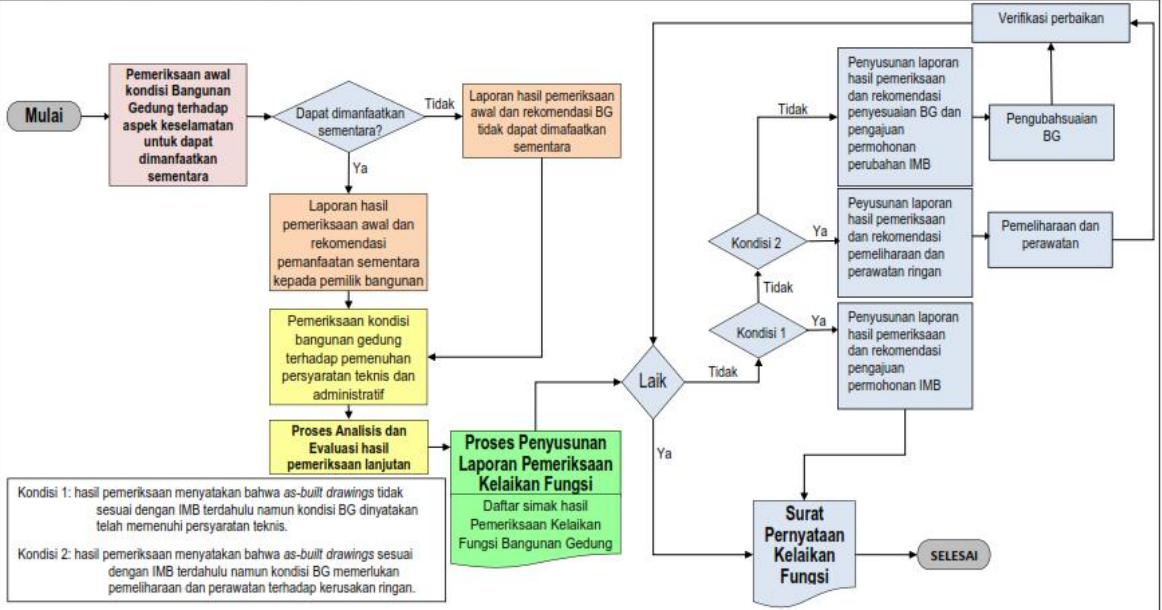 Mulai
Pemeriksaan awal
kondisi Bangunan
Gedung terhadap
aspek keselamatan
untuk dapat
dimanfaatkan
sementara
Dapat dimanfaatkan
sementara?
Tidak
Laporan hasil pemeriksaan
awal dan rekomendasi BG
tidak dapat dimafaatkan
sementara
Ya
Laporan hasil
pemeriksaan awal dan
rekomendasi
pemanfaatan sementara
kepada pemilik bangunan
Pemeriksaan kondisi
bangunan gedung
terhadap pemenuhan
persyaratan teknis dan
administratif
Proses Analisis dan
Evaluasi hasil
pemeriksaan lanjutan
Proses Penyusunan
Laporan Pemeriksaan
Kelaikan Fungsi
Daftar simak hasil
Pemeriksaan Kelaikan
Fungsi Bangunan Gedung
Laik
Tidak
Ya
Kondisi 1
Ya
Tidak
Penyusunan laporan
hasil pemeriksaan
dan rekomendasi
pengajuan
permohonan IMB
Kondisi 2
Ya
Tidak
Peyusunan laporan
hasil pemeriksaan
dan rekomendasi
pemeliharaan dan
perawatan ringan
Pemeliharaan dan
perawatan
Penyusunan laporan
hasil pemeriksaan
dan rekomendasi
penyesuaian BG dan
pengajuan
permohonan
perubahan IMB
Pengubahsuaian
BG
Verifikasi perbaikan
Surat
Pernyataan
Kelaikan
Fungsi
SELESAI
Kondisi 1: hasil pemeriksaan menyatakan bahwa as-built drawings tidak
sesuai dengan IMB terdahulu namun kondisi BG dinyatakan
telah memenuhi persyaratan teknis.
Kondisi 2: hasil pemeriksaan menyatakan bahwa as-built drawings sesuai
dengan IMB terdahulu namun kondisi BG memerlukan
pemeliharaan dan perawatan terhadap kerusakan ringan.